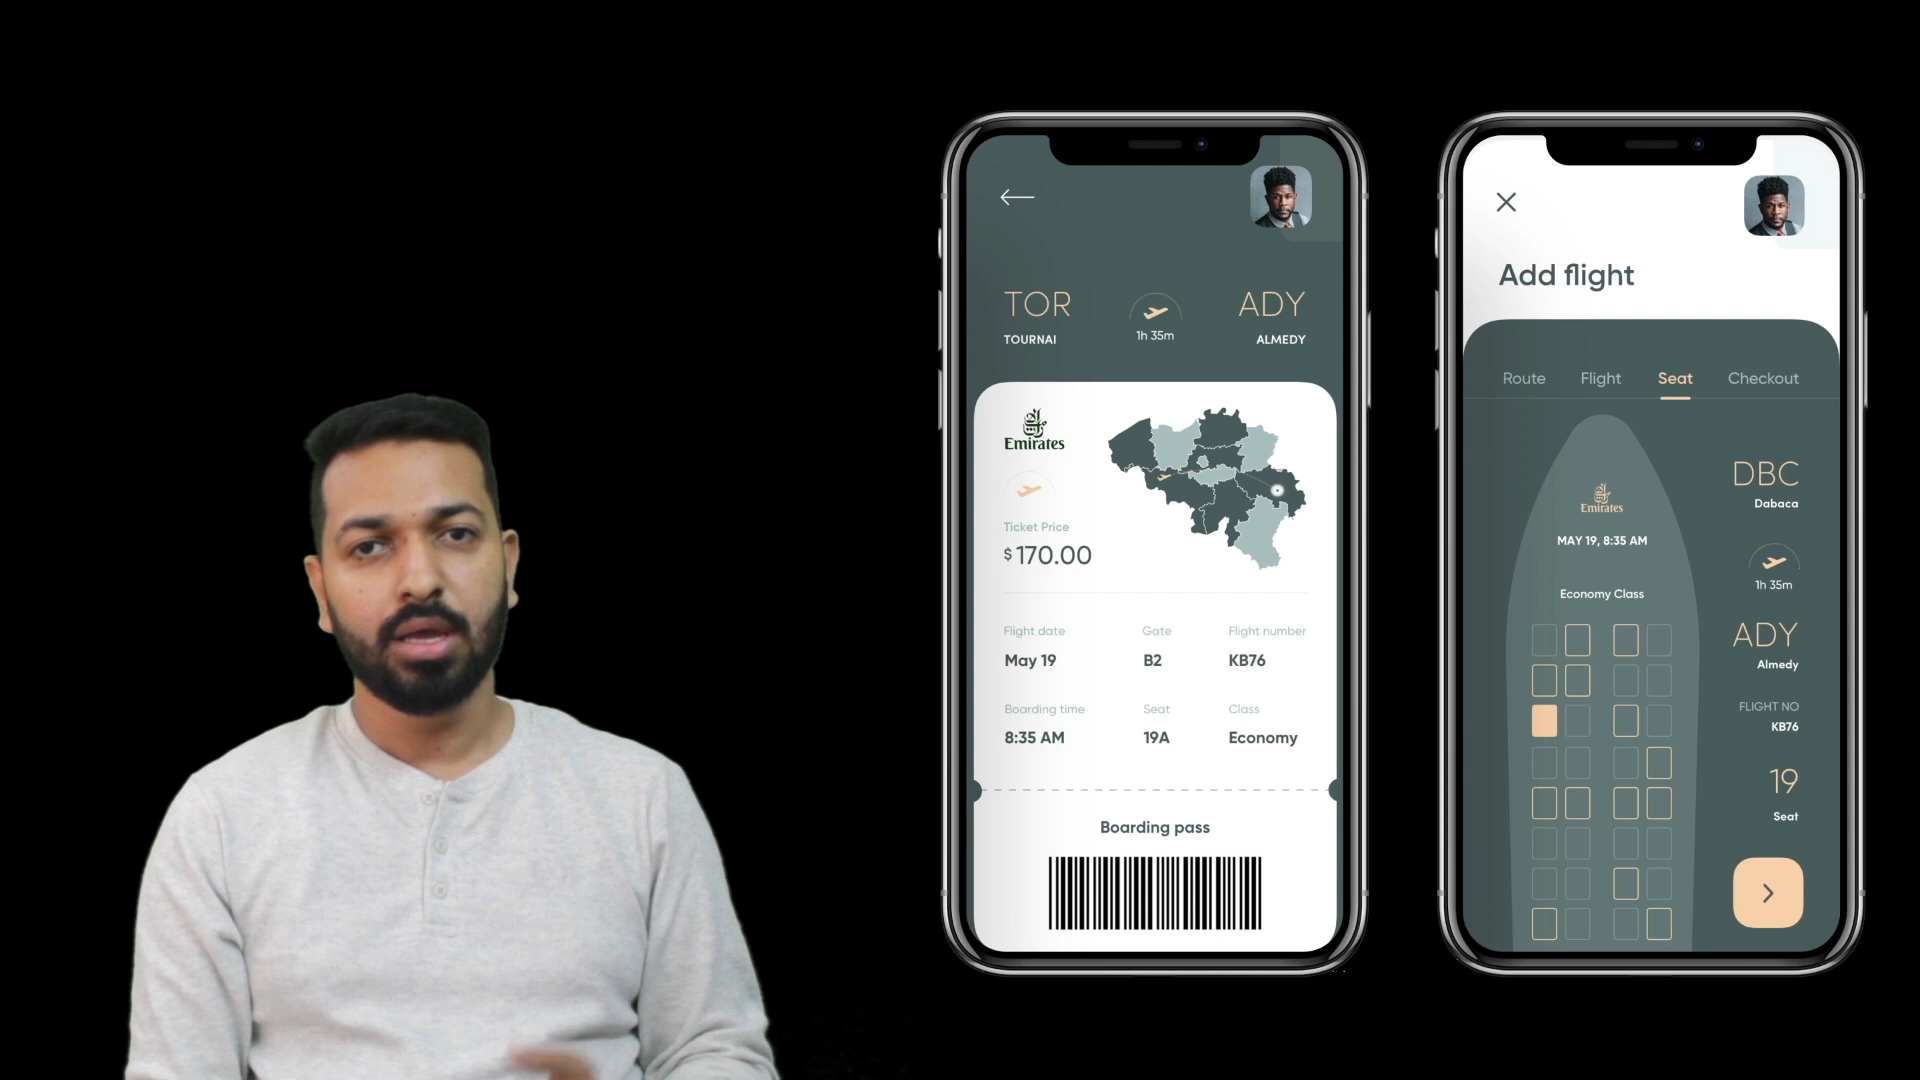 TOR
ADY
TOURNAI
1h 35m
ALMEDY
Emirates
Ticket Price
$ 170.00
Flight date
Gate
Flight number
May 19
B2
KB76
Boarding time
Seat
Class
8:35 AM
19A
Economy
Boarding pass
Add flight
Route
Flight
Seat
Checkout
Emirates
MAY 19, 8:35 AM
Economy Class
DBC
Dabaca
1h 35m
ADY
Almedy
FLIGHT NO
KB76
19
Seat